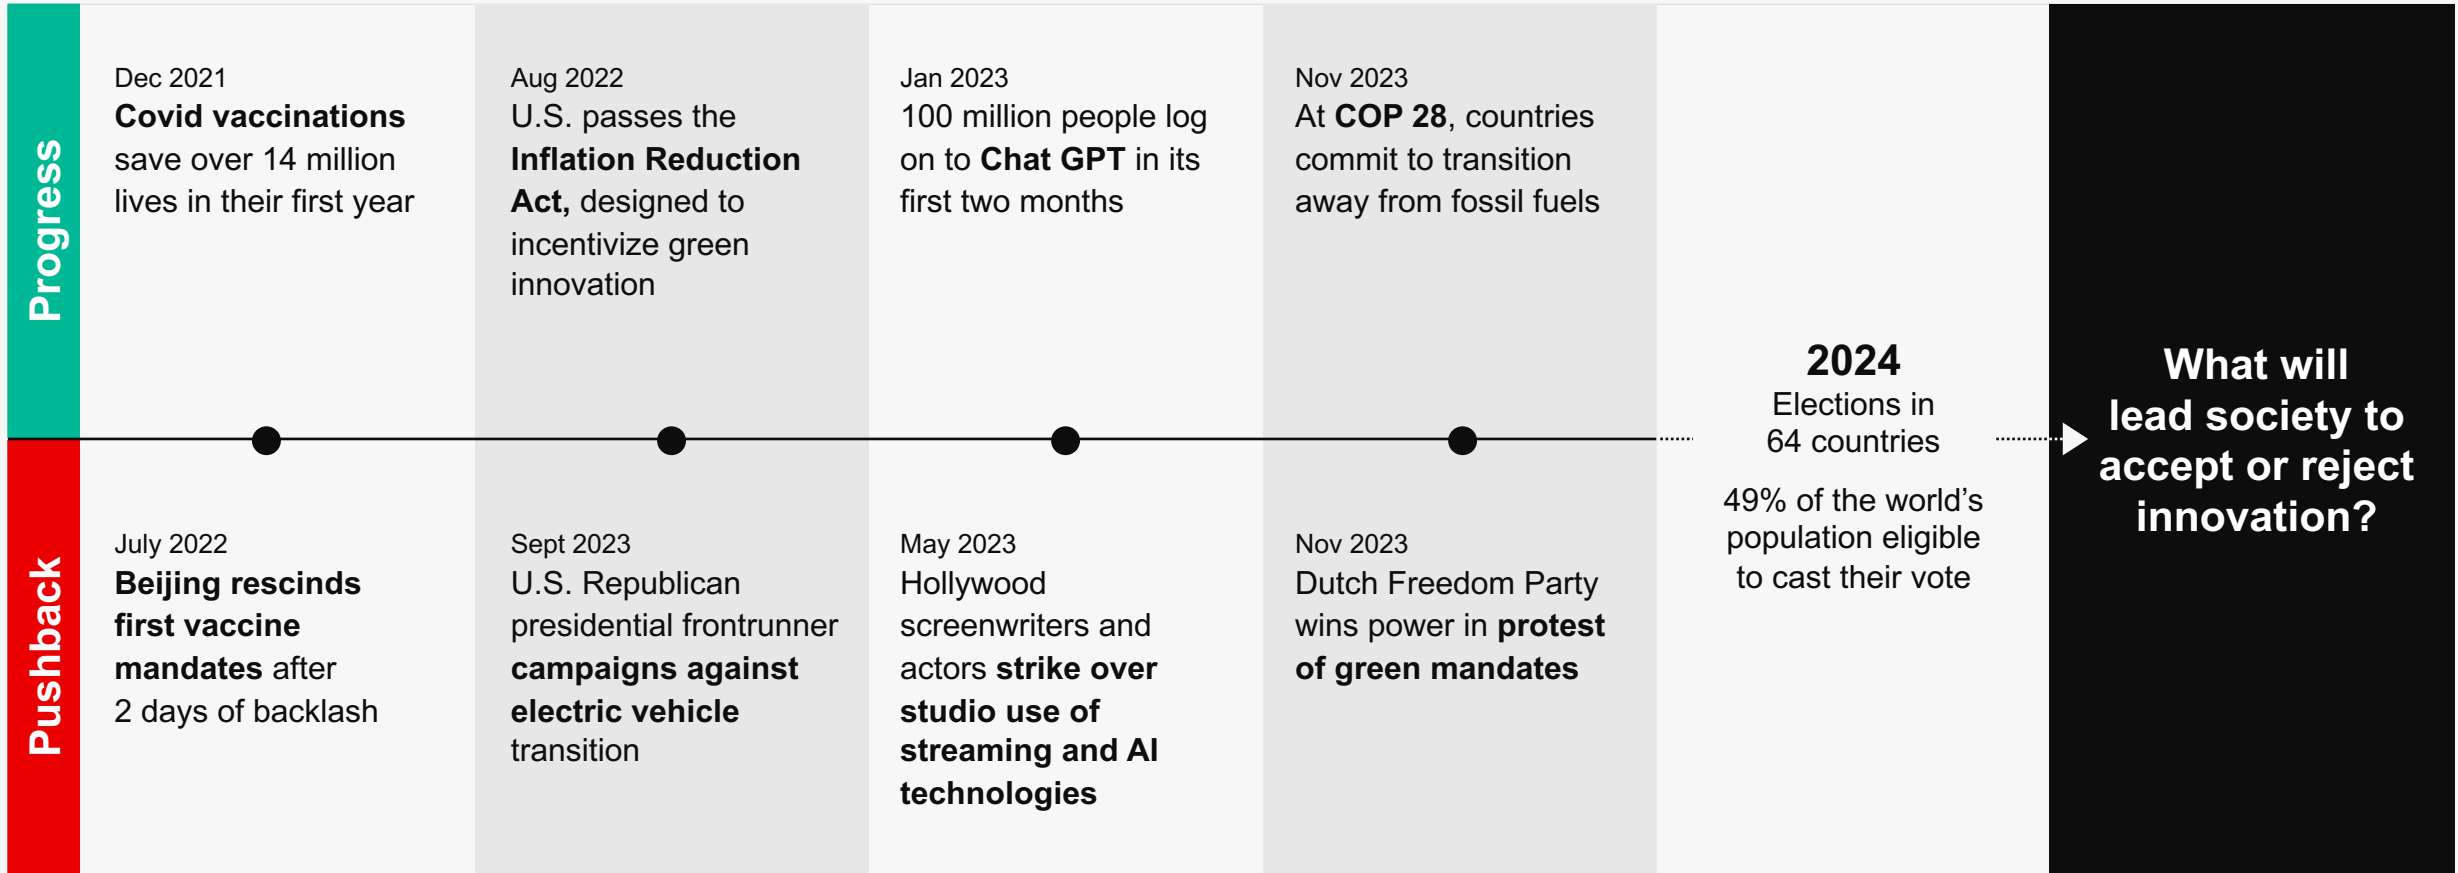 Progress
Dec 2021
Covid vaccinations
save over 14 million
lives in their first year
Aug 2022
U.S. passes the
Inflation Reduction
Act, designed to
incentivize green
innovation
Jan 2023
100 million people log
on to Chat GPT in its
first two months
Nov 2023
At COP 28, countries
commit to transition
away from fossil fuels
Pushback
July 2022
Beijing rescinds
first vaccine
mandates after
2 days of backlash
Sept 2023
U.S. Republican
presidential frontrunner
campaigns against
electric vehicle
transition
May 2023
Hollywood
screenwriters and
actors strike over
studio use of
streaming and AI
technologies
Nov 2023
Dutch Freedom Party
wins power in protest
of green mandates
2024
Elections in
64 countries
49% of the world’s
population eligible
to cast their vote
What will
lead society to
accept or reject
innovation?